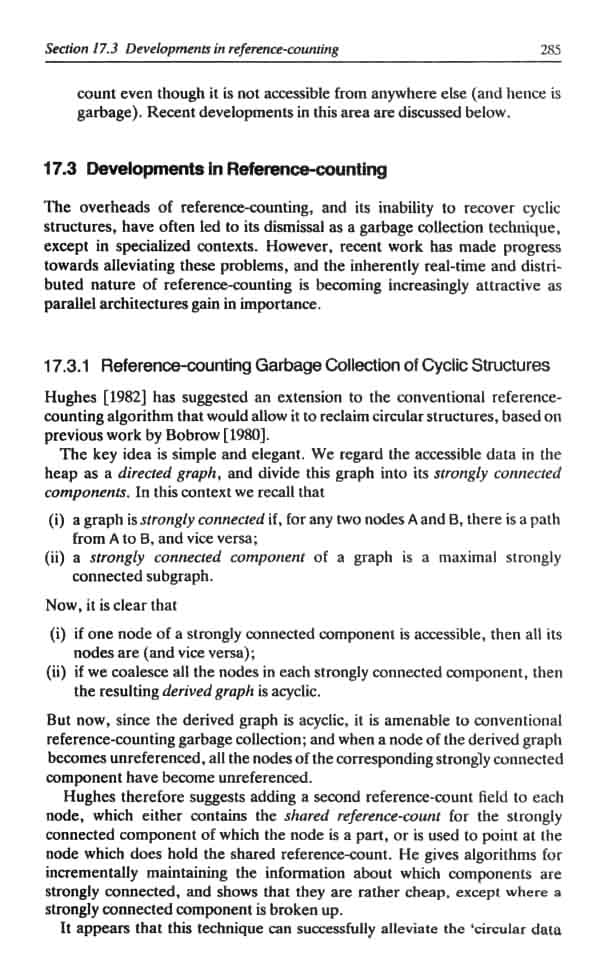 Section 17.3 Developments in reference-counting 285
count even though it is not accessible from anywhere else (and hence is
garbage). Recent developments in this area are discussed below.
17.3 Developments in Reference-counting
The overheads of reference-counting, and its inability to recover cyclic
structures, have often led to its dismissal as a garbage collection technique,
except in specialized contexts. However, recent work has made progress
towards alleviating these problems, and the inherently real-time and distri-
buted nature of reference-counting is becoming increasingly attractive as
parallel architectures gain in importance.
17.3.1 Reference-counting Garbage Collection of Cyclic Structures
Hughes [1982] has suggested an extension to the conventional reference-
counting algorithm that would allow it to reclaim circular structures, based on
previous work by Bobrow [1980].
The key idea is simple and elegant. We regard the accessible data in the
heap as a directed graph, and divide this graph into its strongly connected
components. In this context we recall that
(i) a graph is strongly connected if, for any two nodes A and B, there is a path
from A to B, and vice versa;
(ii) a strongly connected component of a graph is a maximal strongly
connected subgraph.
Now, it is clear that
(i) if one node of a strongly connected component is accessible, then all its
nodes are (and vice versa);
(ii) if we coalesce all the nodes in each strongly connected component, then
the resulting derived graph is acyclic.
But now, since the derived graph is acyclic, it is amenable to conventional
reference-counting garbage collection; and when a node of the derived graph
becomes unreferenced, all the nodes of the corresponding strongly connected
component have become unreferenced.
Hughes therefore suggests adding a second reference-count field to each
node, which either contains the shared reference-count for the strongly
connected component of which the node is a part, or is used to point at the
node which does hold the shared reference-count. He gives algorithms for
incrementally maintaining the information about which components are
strongly connected, and shows that they are rather cheap, except where a
strongly connected component is broken up.
It appears that this technique can successfully alleviate the 'circular data